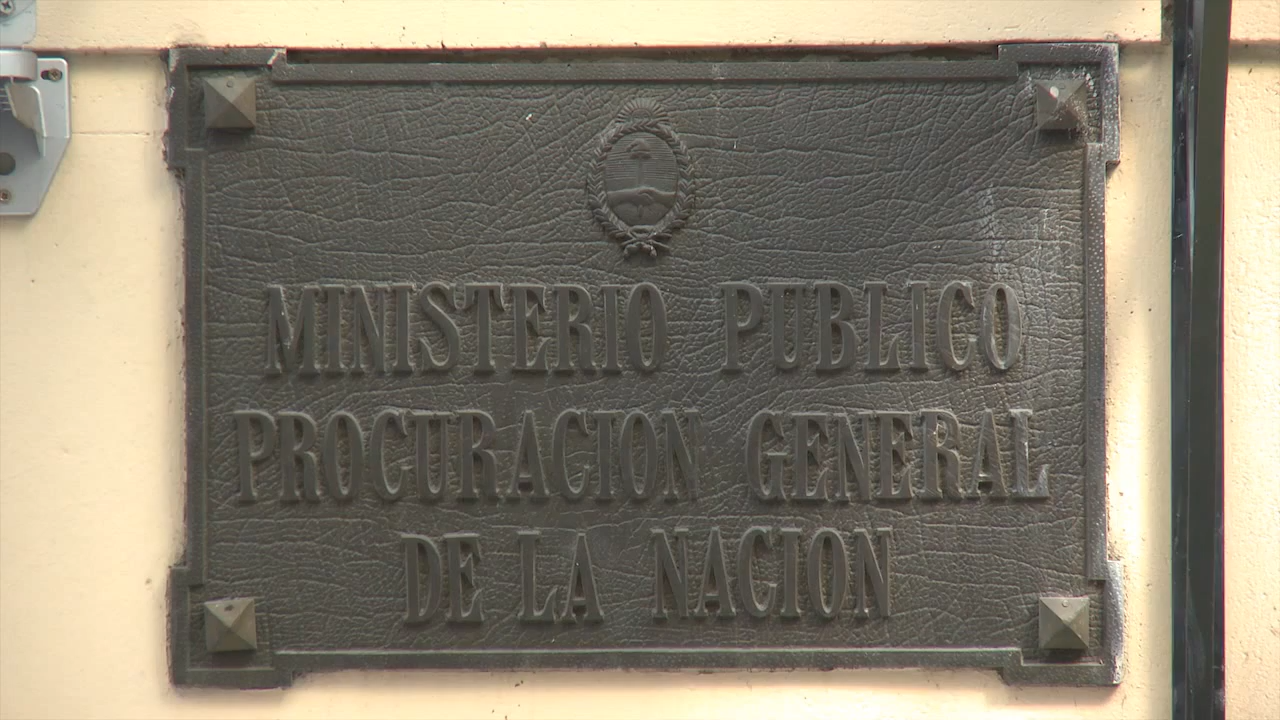 MINISTERIO PUBLICO
PROCURACION GENERAL
DE LA NACION